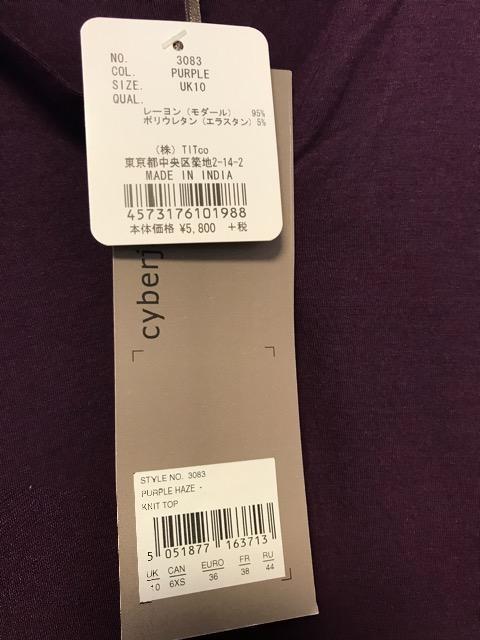 NO. 3083
COL. PURPLE
SIZE. UK10
QUAL.
レーヨン（モダール） 95%
ポリウレタン（エラスタン）5%
（株）TITco
東京都中央区築地2-14-2
MADE IN INDIA
4573176101988
本体価格 ¥5,800 +税
cyberj
STYLE NO. 3083
PURPLE HAZE -
KNIT TOP
5 051877 163713
UK CAN EURO FR RU
10 6XS 36 38 44